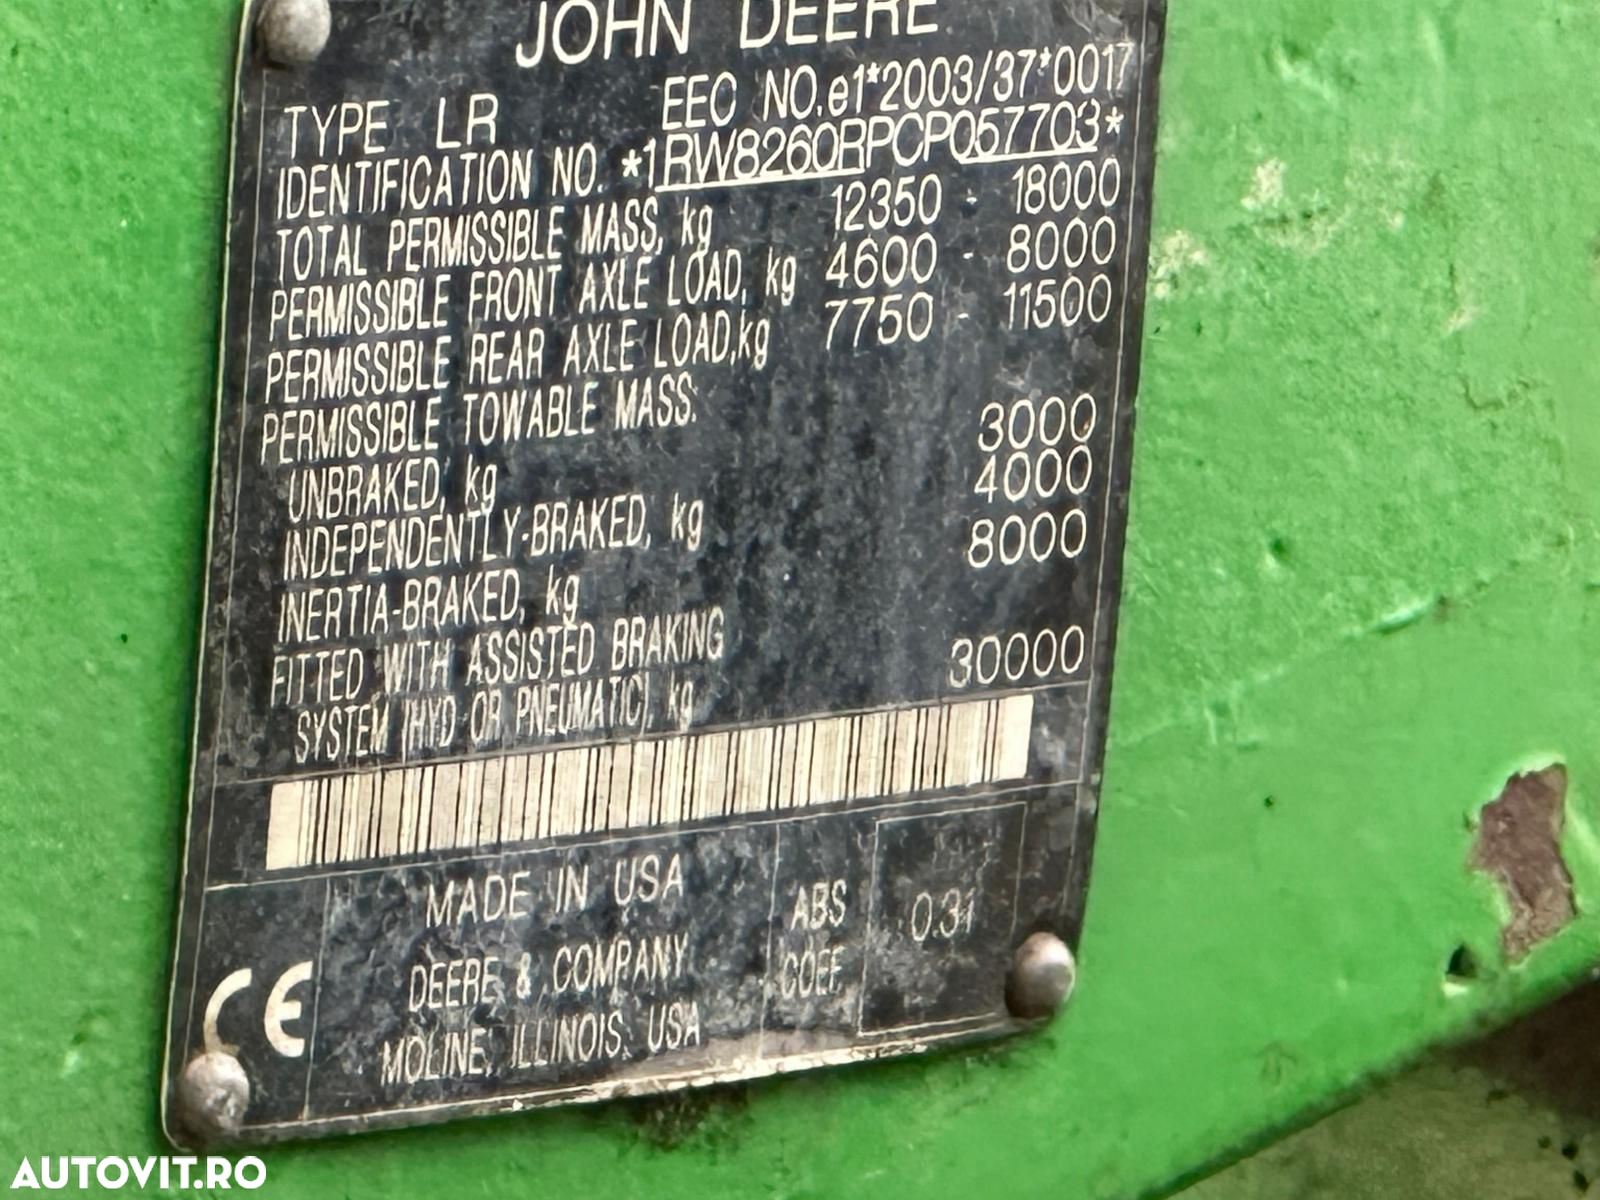 JOHN DEERE
TYPE LR EEC NO. e1*2003/37*0017
IDENTIFICATION NO. *1RW8260RPCP057703*
TOTAL PERMISSIBLE MASS, kg 12350 - 18000
PERMISSIBLE FRONT AXLE LOAD, kg 4600 - 8000
PERMISSIBLE REAR AXLE LOAD,kg 7750 - 11500
PERMISSIBLE TOWABLE MASS:
UNBRAKED, kg 3000
INDEPENDENTLY-BRAKED, kg 4000
INERTIA-BRAKED, kg 8000
FITTED WITH ASSISTED BRAKING
SYSTEM (HYD OR PNEUMATIC), kg 30000
MADE IN USA
DEERE & COMPANY
MOLINE, ILLINOIS, USA
ABS
COEF.
0.31
CE
AUTOVIT.RO